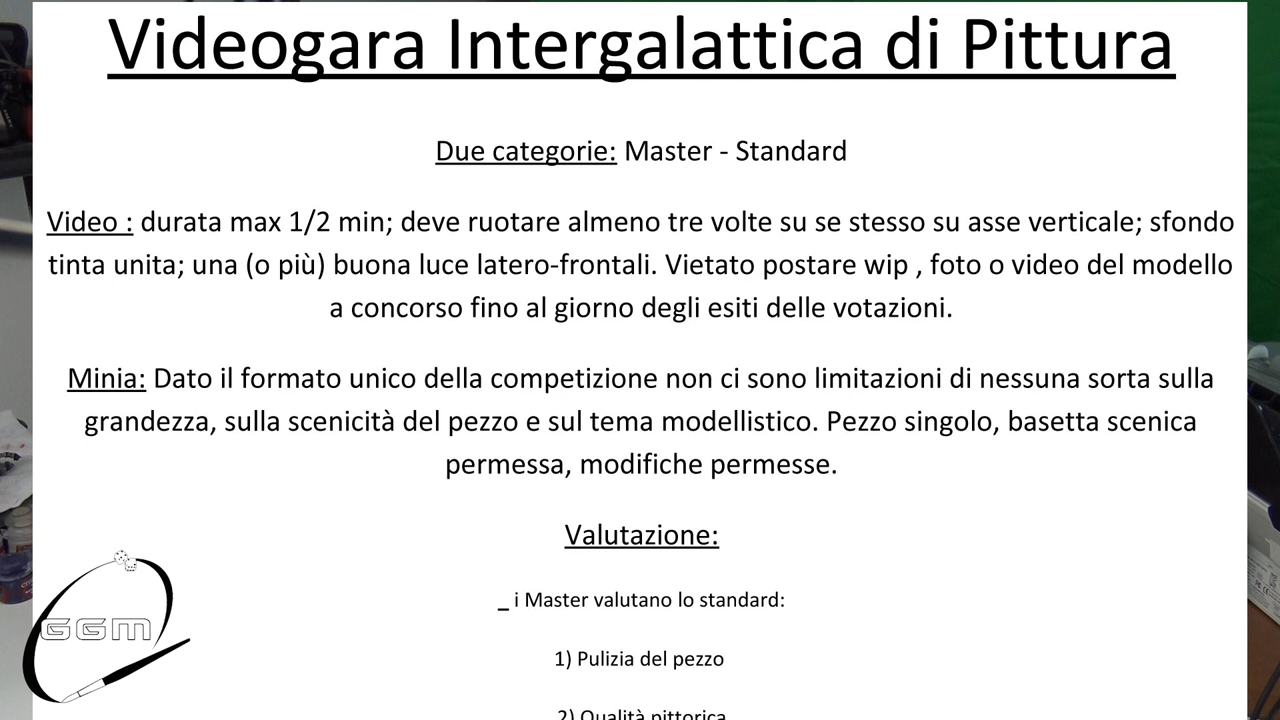 Videogara Intergalattica di Pittura
Due categorie: Master - Standard
Video : durata max 1/2 min; deve ruotare almeno tre volte su se stesso su asse verticale; sfondo
tinta unita; una (o più) buona luce latero-frontali. Vietato postare wip , foto o video del modello
a concorso fino al giorno degli esiti delle votazioni.
Minia: Dato il formato unico della competizione non ci sono limitazioni di nessuna sorta sulla
grandezza, sulla scenicità del pezzo e sul tema modellistico. Pezzo singolo, basetta scenica
permessa, modifiche permesse.
Valutazione:
_ i Master valutano lo standard:
GGM
1) Pulizia del pezzo
2) Qualità pittorica